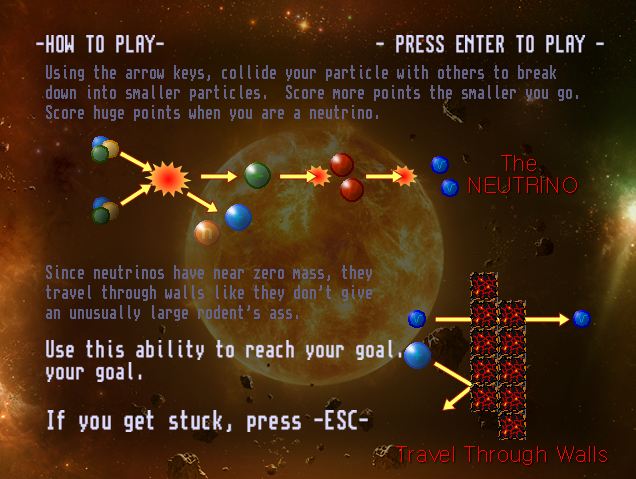 -HOW TO PLAY-
- PRESS ENTER TO PLAY -
Using the arrow keys, collide your particle with others to break
down into smaller particles.  Score more points the smaller you go.
Score huge points when you are a neutrino.
-
n
v
v
The
NEUTRINO
Since neutrinos have near zero mass, they
travel through walls like they don't give
an unusually large rodent's ass.
v
v
Use this ability to reach your goal.
your goal.
If you get stuck, press -ESC-
Travel Through Walls